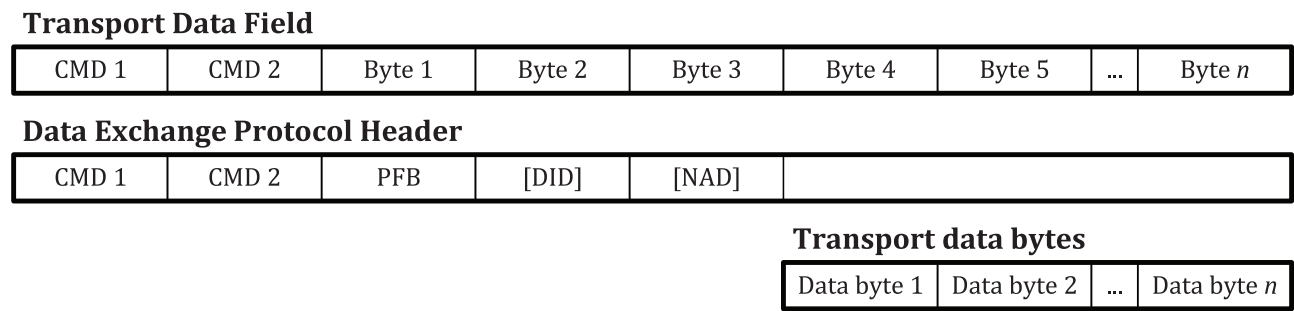 Transport Data Field
CMD 1 CMD 2 Byte 1 Byte 2 Byte 3 Byte 4 Byte 5 ... Byte n
Data Exchange Protocol Header
CMD 1 CMD 2 PFB [DID] [NAD]
Transport data bytes
Data byte 1 Data byte 2 ... Data byte n